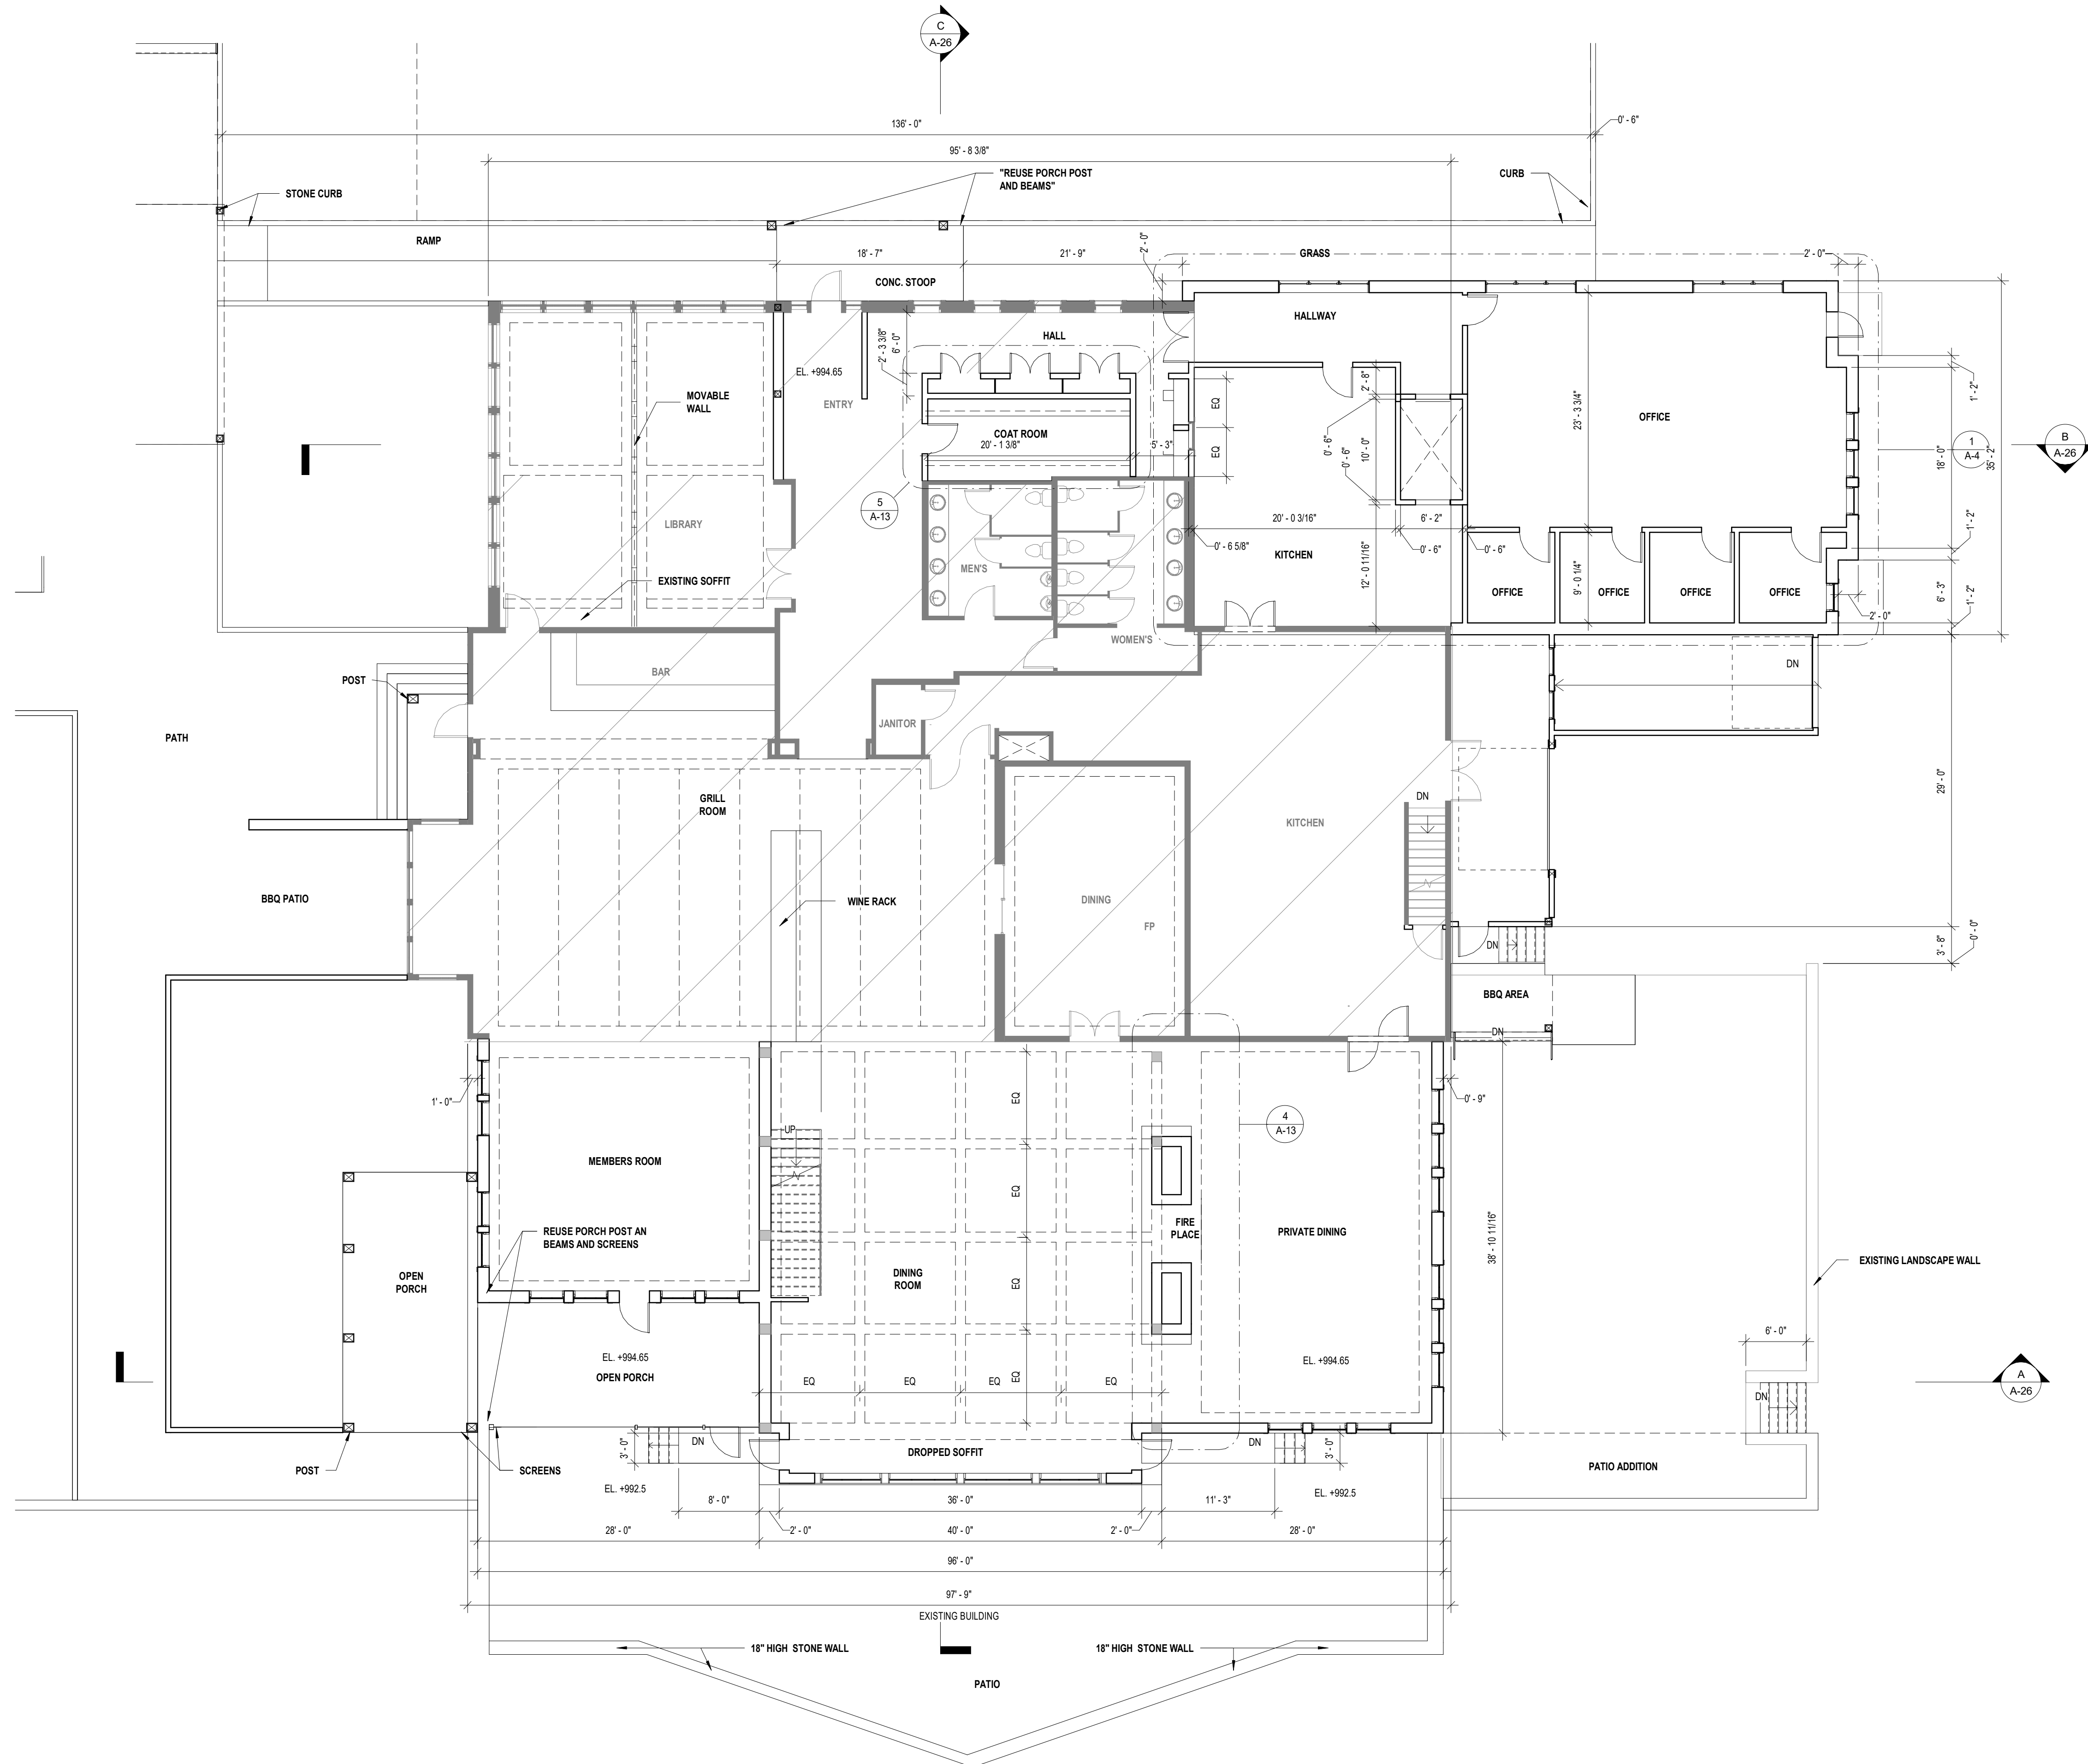 C
A-26
136' - 0"
0' - 6"
95' - 8 3/8"
"REUSE PORCH POST
AND BEAMS"
CURB
STONE CURB
RAMP
18' - 7"
21' - 9"
2' - 0"
GRASS
2' - 0"
CONC. STOOP
HALLWAY
HALL
2' - 3 3/8"
6' - 0"
EL. +994.65
MOVABLE
WALL
ENTRY
2' - 8"
EQ
1' - 2"
23' - 3 3/4"
OFFICE
COAT ROOM
20' - 1 3/8"
5' - 3"
EQ
0' - 6"
0' - 6"
10' - 0"
18' - 0"
1
A-4
35' - 2"
B
A-26
5
A-13
LIBRARY
20' - 0 3/16"
6' - 2"
1' - 2"
0' - 6 5/8"
KITCHEN
0' - 6"
0' - 6"
MEN'S
EXISTING SOFFIT
12' - 0 11/16"
9' - 0 1/4"
OFFICE
OFFICE
OFFICE
OFFICE
6' - 3"
1' - 2"
2' - 0"
WOMEN'S
BAR
DN
POST
JANITOR
PATH
GRILL
ROOM
DN
29' - 0"
KITCHEN
BBQ PATIO
WINE RACK
DINING
FP
DN
3' - 8"
0' - 0"
BBQ AREA
DN
1' - 0"
EQ
0' - 9"
4
A-13
UP
MEMBERS ROOM
EQ
FIRE
PLACE
PRIVATE DINING
REUSE PORCH POST AN
BEAMS AND SCREENS
38' - 10 11/16"
EXISTING LANDSCAPE WALL
OPEN
PORCH
DINING
ROOM
EQ
6' - 0"
EL. +994.65
OPEN PORCH
EL. +994.65
EQ
EQ
EQ
EQ
EQ
A
A-26
DN
DN
3' - 0"
DROPPED SOFFIT
DN
3' - 0"
POST
SCREENS
PATIO ADDITION
EL. +992.5
EL. +992.5
8' - 0"
36' - 0"
11' - 3"
28' - 0"
2' - 0"
40' - 0"
2' - 0"
28' - 0"
96' - 0"
97' - 9"
EXISTING BUILDING
18" HIGH STONE WALL
18" HIGH STONE WALL
PATIO